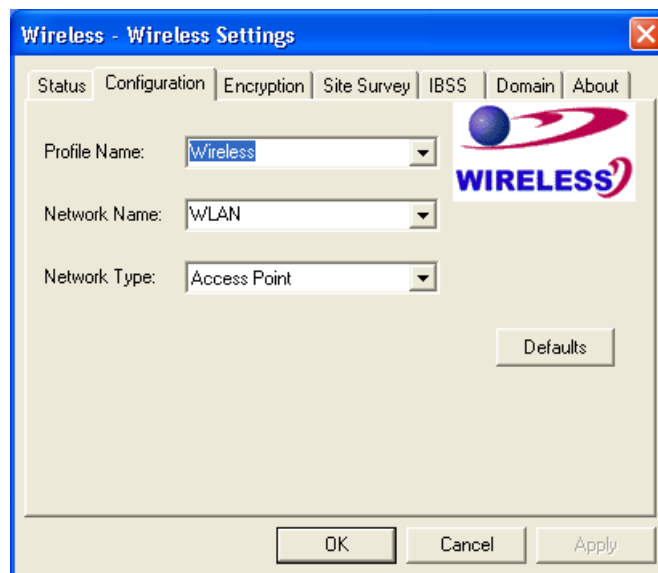 Wireless - Wireless Settings
Status Configuration Encryption Site Survey IBSS Domain About
Profile Name: Wireless
WIRELESS
Network Name: WLAN
Network Type: Access Point
Defaults
OK Cancel Apply